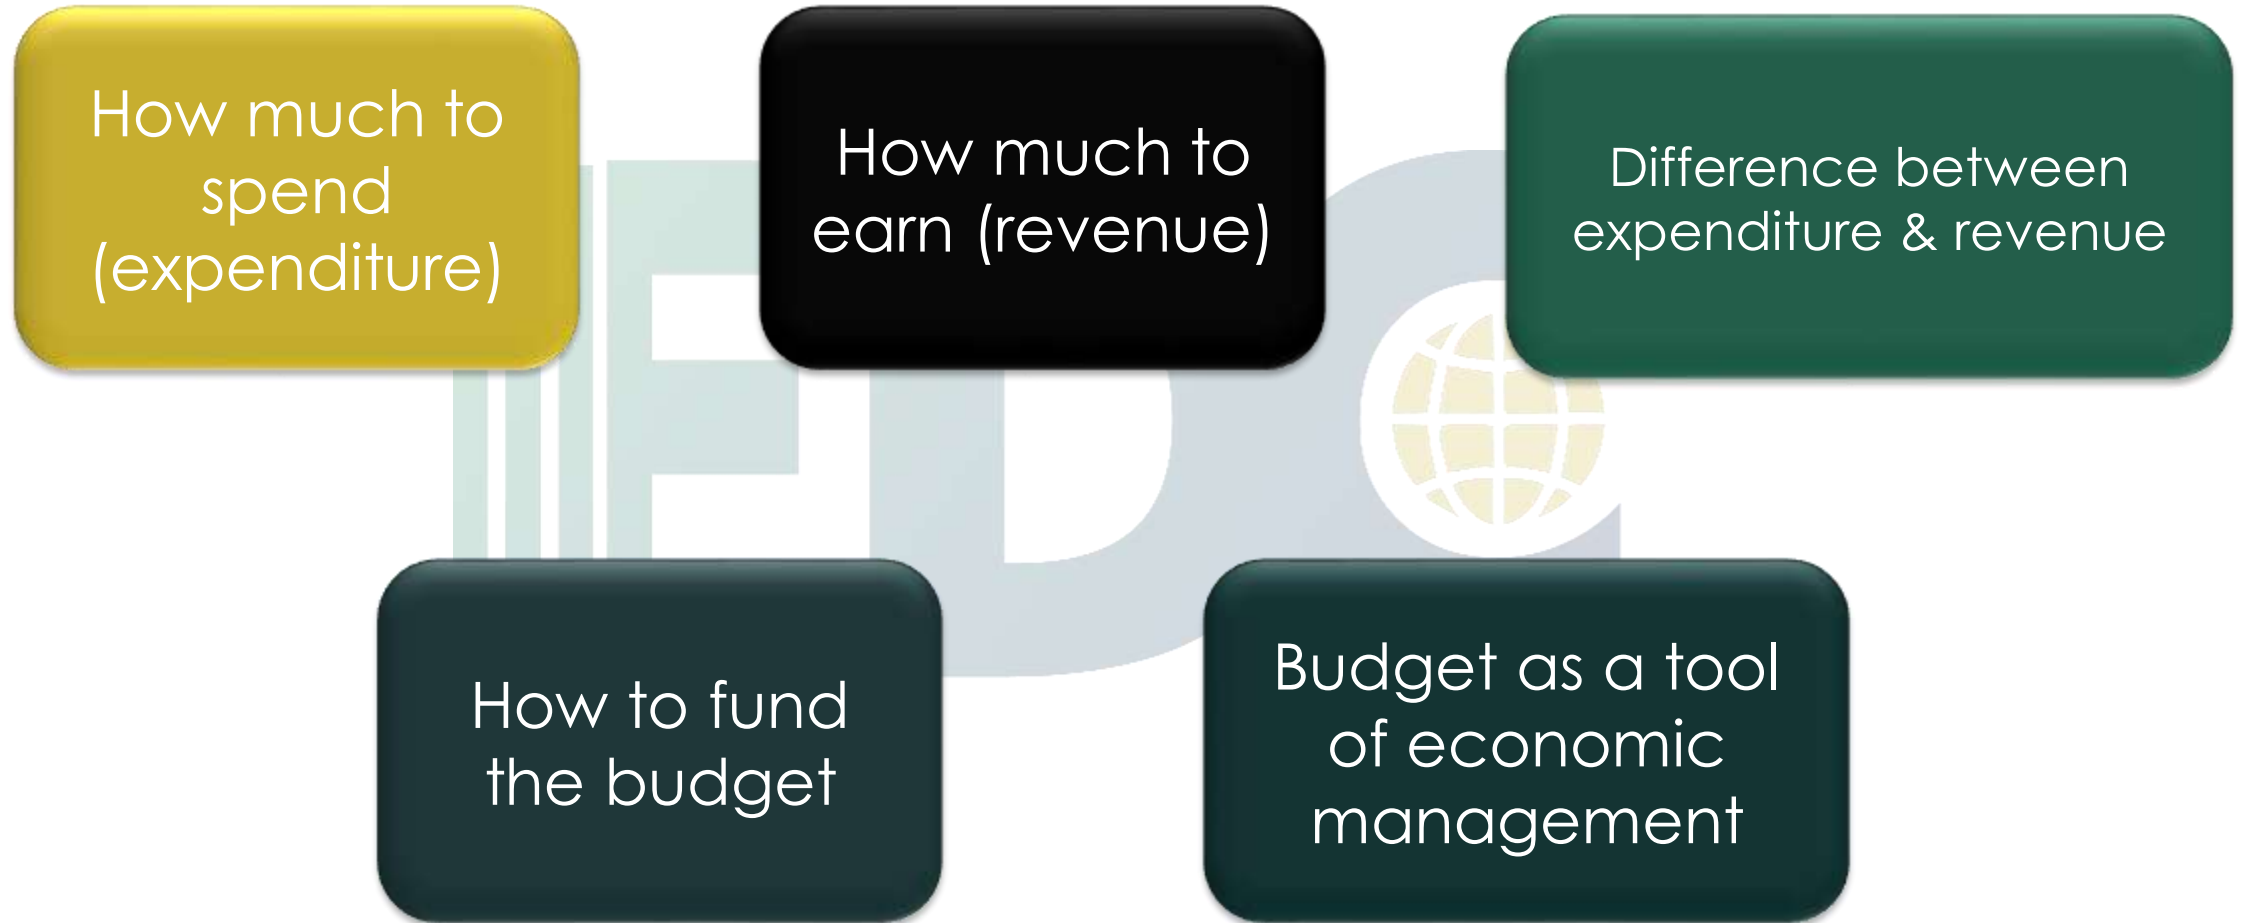 How much to
spend
(expenditure)
How much to
earn (revenue)
Difference between
expenditure & revenue
How to fund
the budget
Budget as a tool
of economic
management